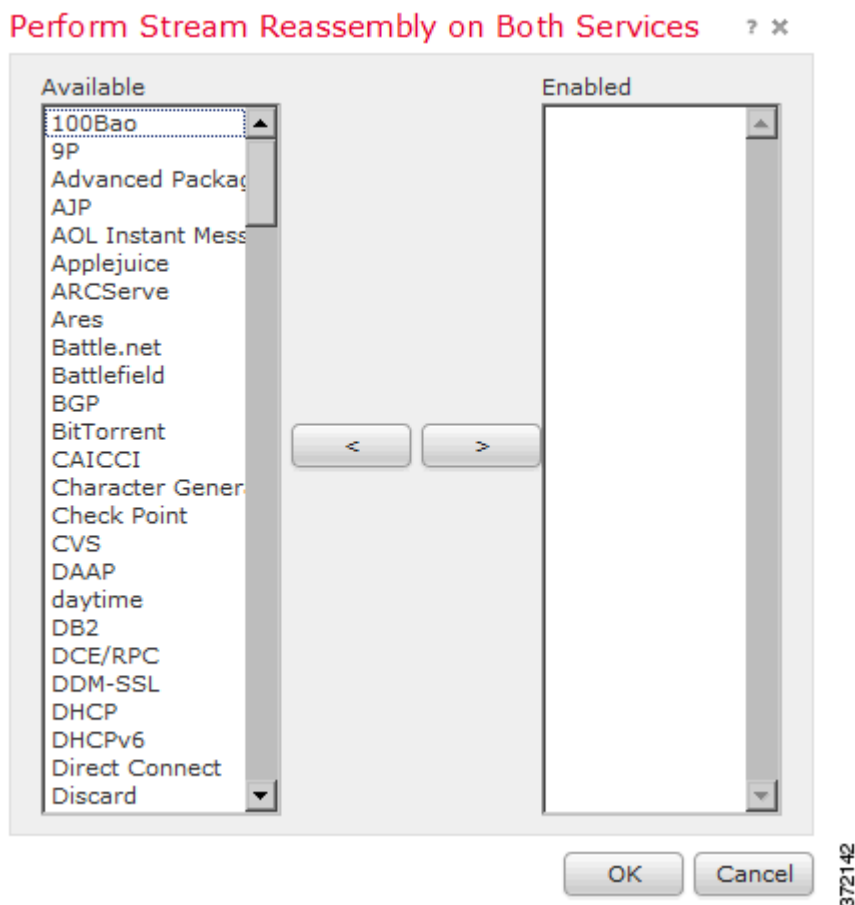 Perform Stream Reassembly on Both Services ? ×
Available
Enabled
100Bao
9P
Advanced Packag
AJP
AOL Instant Mess
Applejuice
ARCServe
Ares
Battle.net
Battlefield
BGP
BitTorrent
CAICCI
Character Gener
Check Point
CVS
DAAP
daytime
DB2
DCE/RPC
DDM-SSL
DHCP
DHCPv6
Direct Connect
Discard
< >
OK Cancel
372142